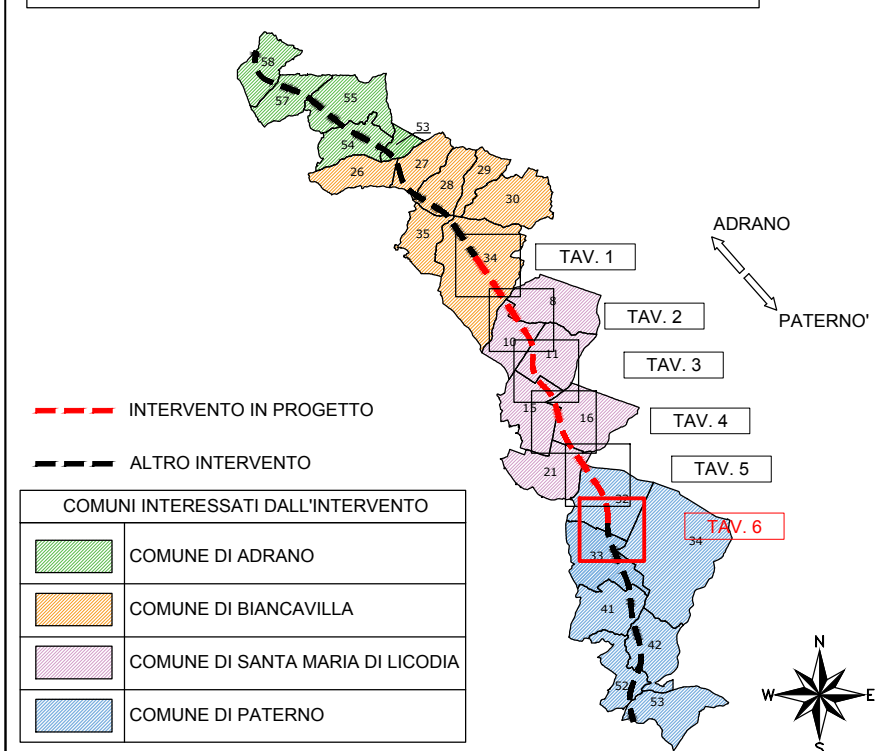 58
57
55
53
54
27
26
29
28
30
35
34
ADRANO
PATERNO'
TAV. 1
8
TAV. 2
10
11
TAV. 3
15
16
TAV. 4
21
TAV. 5
32
TAV. 6
34
33
41
42
52
53
INTERVENTO IN PROGETTO
ALTRO INTERVENTO
COMUNI INTERESSATI DALL'INTERVENTO
COMUNE DI ADRANO
COMUNE DI BIANCAVILLA
COMUNE DI SANTA MARIA DI LICODIA
COMUNE DI PATERNO
N
W
E
S